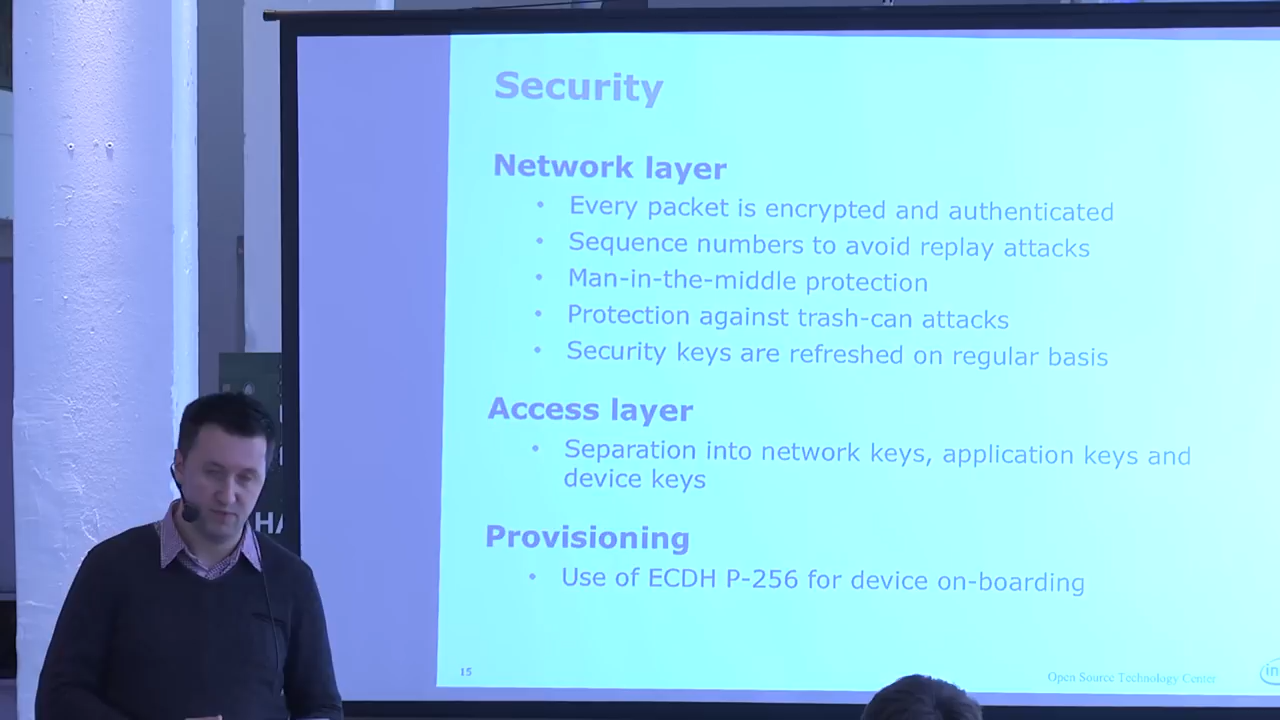 Security
Network layer
• Every packet is encrypted and authenticated
• Sequence numbers to avoid replay attacks
• Man-in-the-middle protection
• Protection against trash-can attacks
• Security keys are refreshed on regular basis
Access layer
• Separation into network keys, application keys and
device keys
Provisioning
• Use of ECDH P-256 for device on-boarding
15
Open Source Technology Center
in
HA